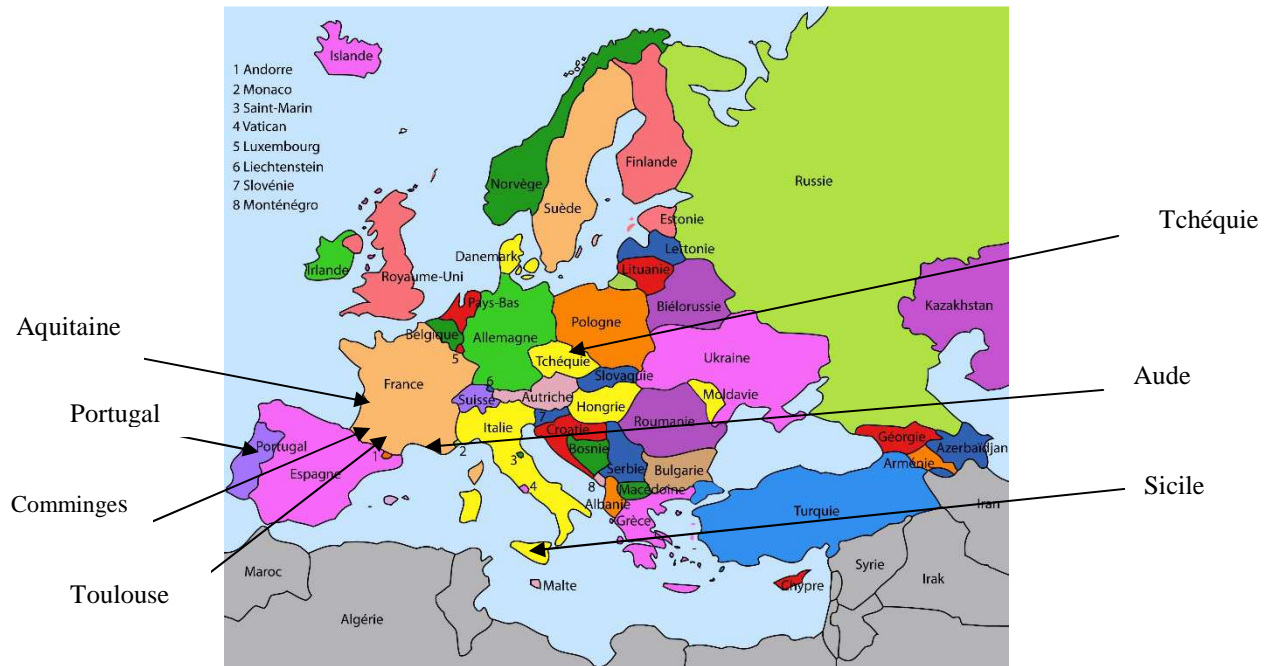 Islande
1 Andorre
2 Monaco
3 Saint-Marin
4 Vatican
5 Luxembourg
6 Liechtenstein
7 Slovénie
8 Monténégro
Norvège
Suède
Finlande
Russie
Estonie
Lettonie
Lituanie
Danemark
Irlande
Royaume-Uni
Pays-Bas
Biélorussie
Kazakhstan
Tchéquie
Aquitaine
Belgique
Allemagne
Pologne
5
Tchéquie
Ukraine
France
6
Slovaquie
Suisse
Autriche
Moldavie
Aude
Hongrie
Portugal
Italie
7
Roumanie
Croatie
Géorgie
Portugal
1
2
Bosnie
Azerbaïdjan
Espagne
3
Serbie
Bulgarie
Arménie
4
8
Macédoine
Sicile
Comminges
Albanie
Grèce
Turquie
Iran
Maroc
Syrie
Irak
Toulouse
Malte
Chypre
Algérie